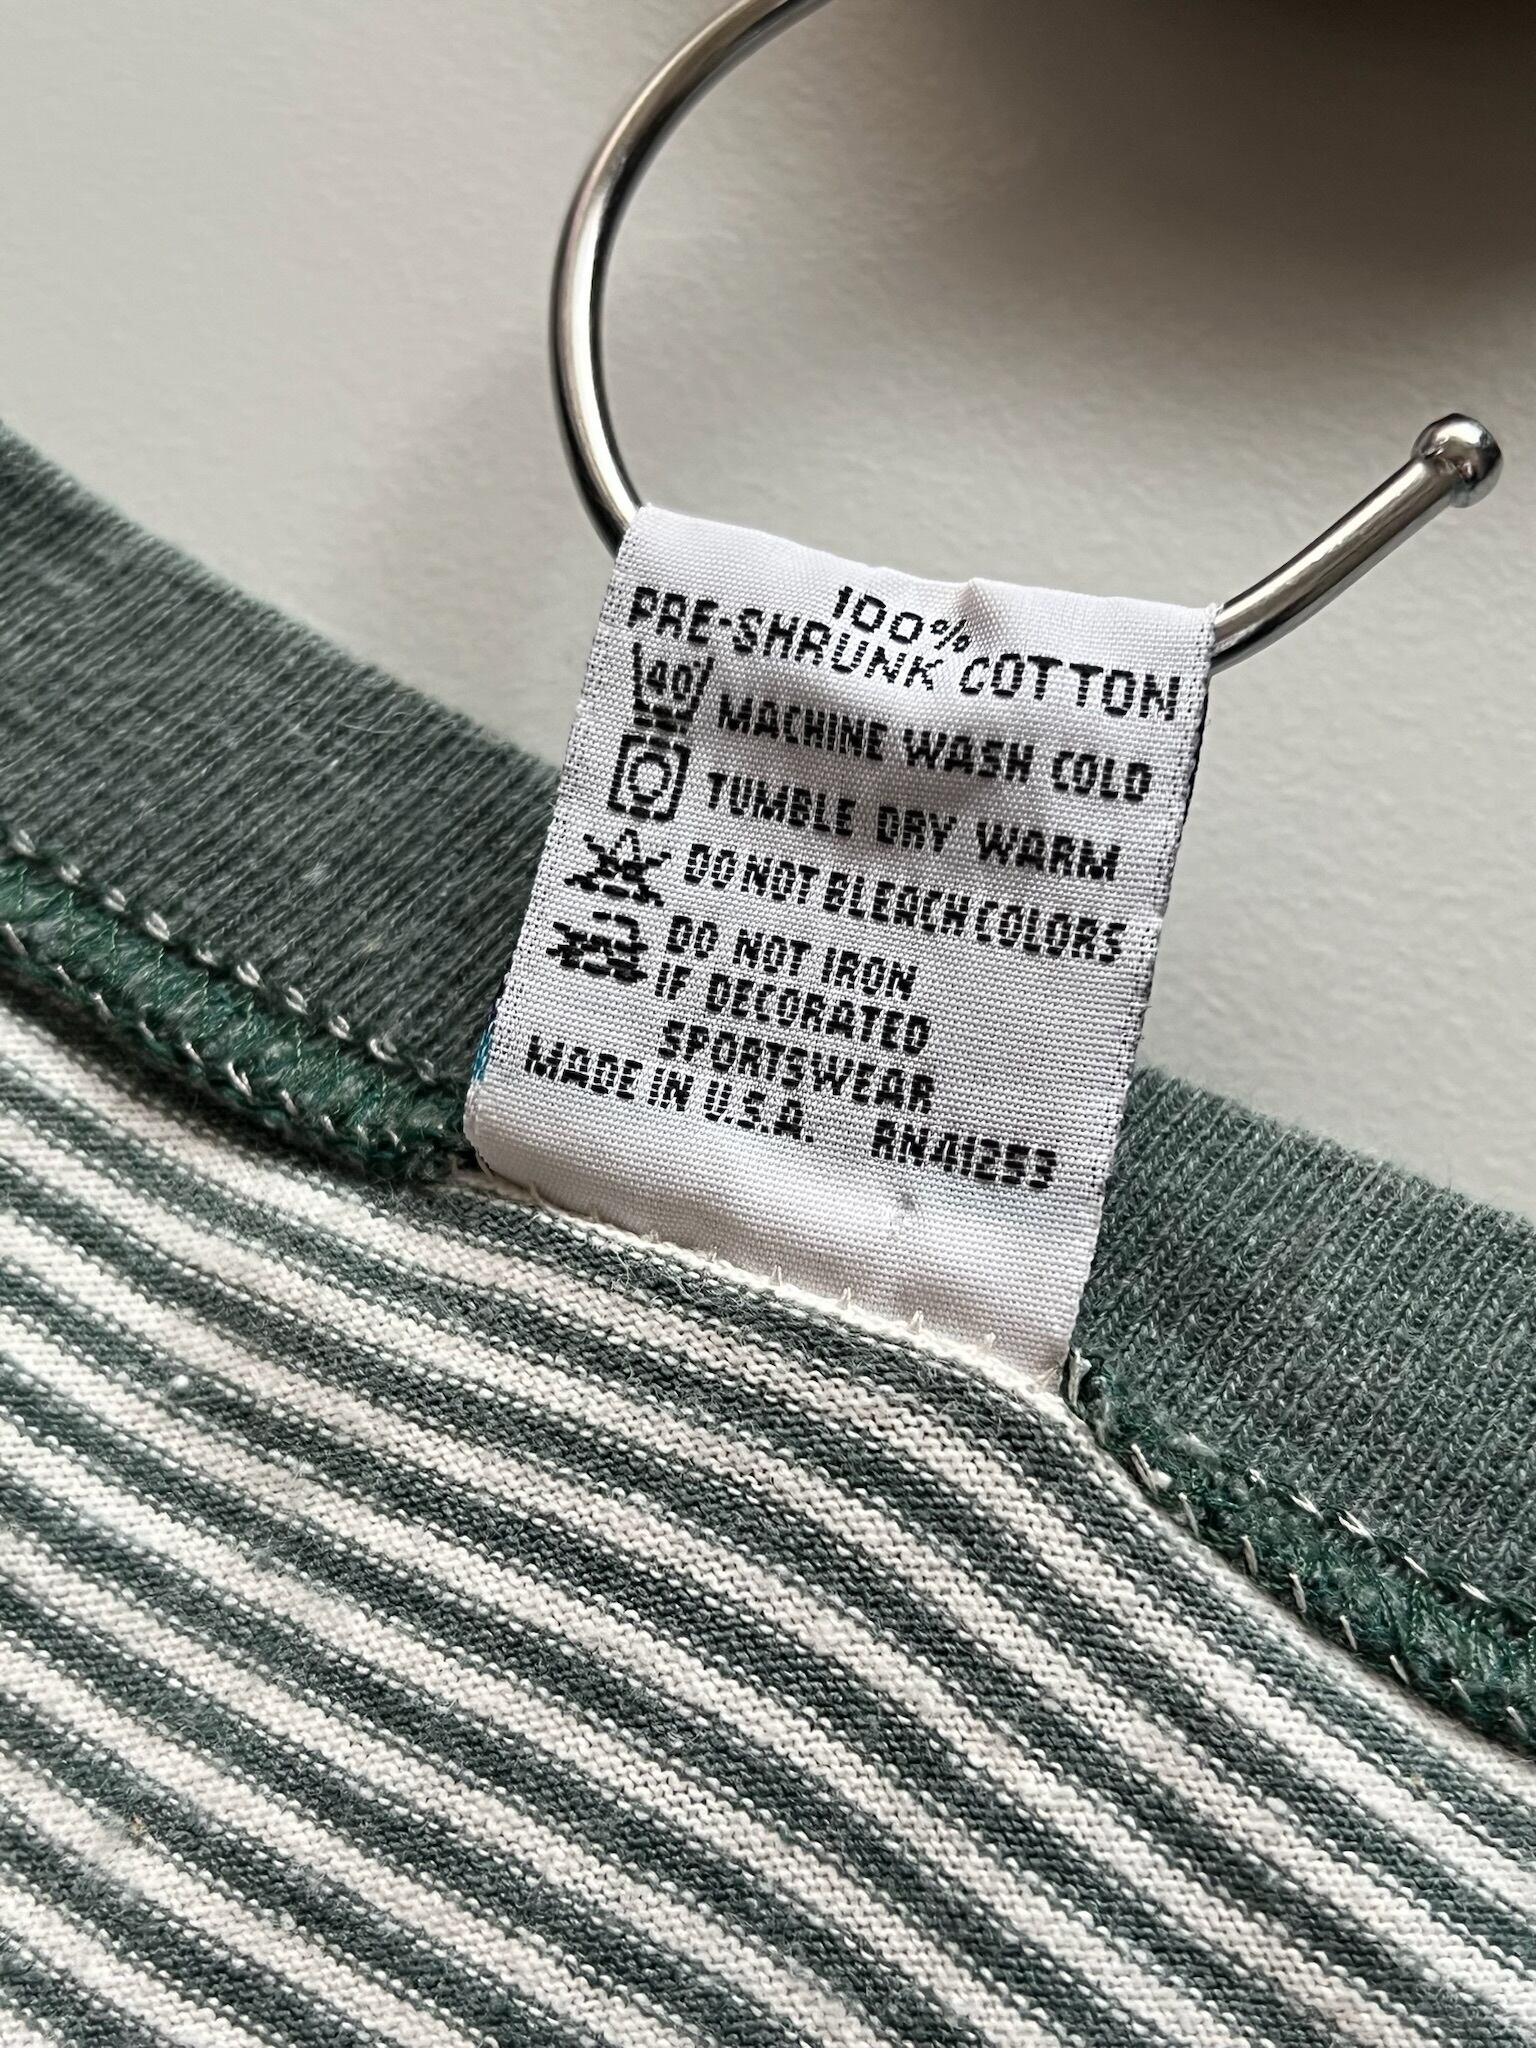 100%
PRE-SHRUNK COTTON
40 MACHINE WASH COLD
TUMBLE DRY WARM
DO NOT BLEACH COLORS
DO NOT IRON
IF DECORATED
SPORTSWEAR
MADE IN U.S.A. RN41253